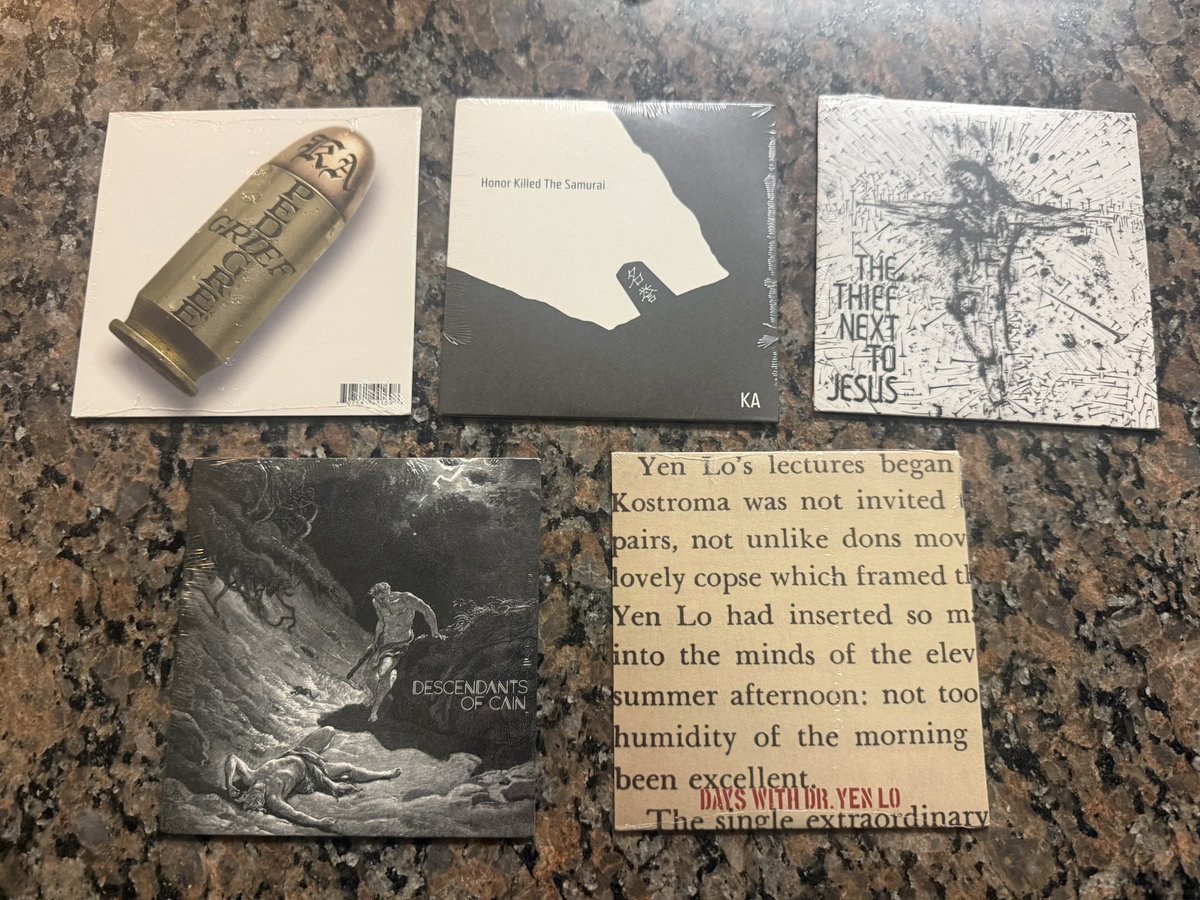 KA
GRIEF
PEDIGREE
Honor Killed The Samurai
名
誉
KA
THE
THIEF
NEXT
TO
JESUS
DESCENDANTS
OF CAIN
Yen Lo's lectures began
Kostroma was not invited
pairs, not unlike dons mov
lovely copse which framed th
Yen Lo had inserted so m
into the minds of the elev
summer afternoon: not too
humidity of the morning
been excellent.
DAYS WITH DR. YEN LO
The single extraordinary